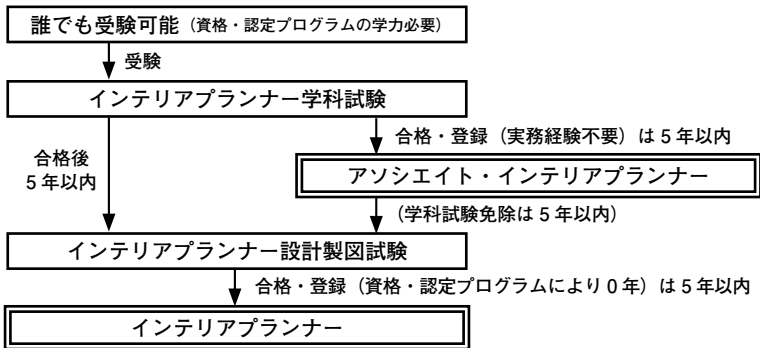 誰でも受験可能（資格・認定プログラムの学力必要）
受験
インテリアプランナー学科試験
合格・登録（実務経験不要）は5年以内
合格後
5年以内
アソシエイト・インテリアプランナー
（学科試験免除は5年以内）
インテリアプランナー設計製図試験
合格・登録（資格・認定プログラムにより0年）は5年以内
インテリアプランナー